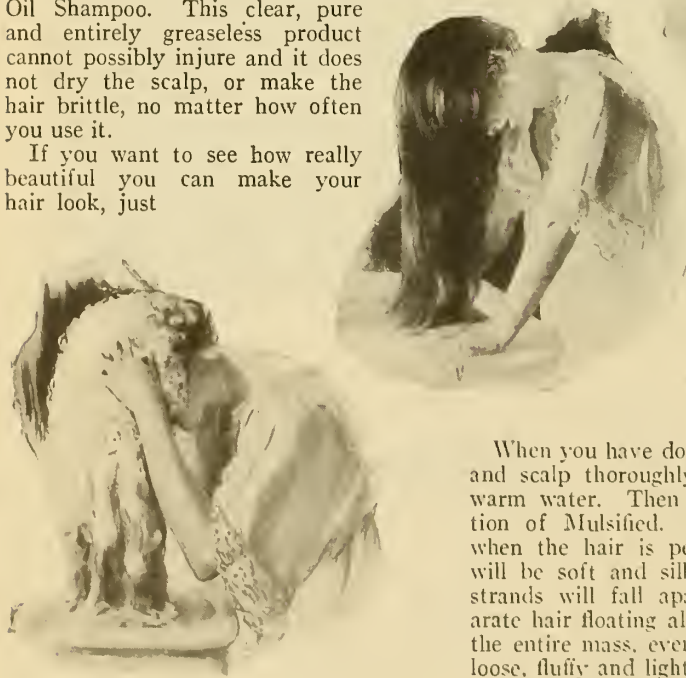 Oil Shampoo. This clear, pure
and entirely greaseless product
cannot possibly injure and it does
not dry the scalp, or make the
hair brittle, no matter how often
you use it.
If you want to see how really
beautiful you can make your
hair look, just
When you have do
and scalp thoroughly
warm water. Then
tion of Mulsified.
when the hair is pe
will be soft and sill
strands will fall apa
arate hair floating al
the entire mass, ever
loose, fluffy and light